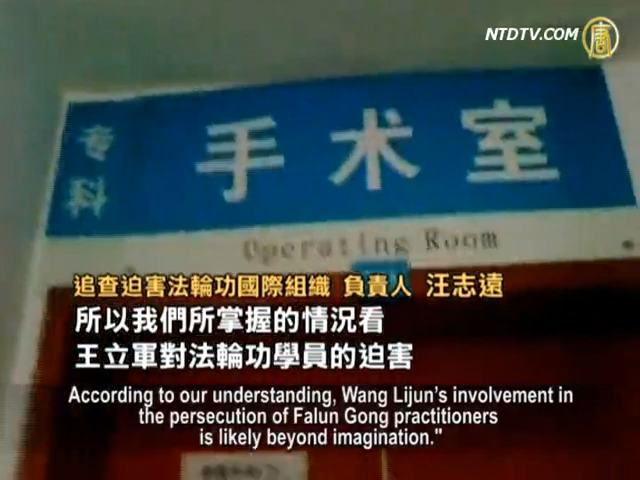 NTDTV.COM
唐
专科
手术室
Operating Room
追查迫害法輪功國際組織 負責人 汪志遠
所以我們所掌握的情況看
王立軍對法輪功學員的迫害
According to our understanding, Wang Lijun's involvement in
the persecution of Falun Gong practitioners
is likely beyond imagination."